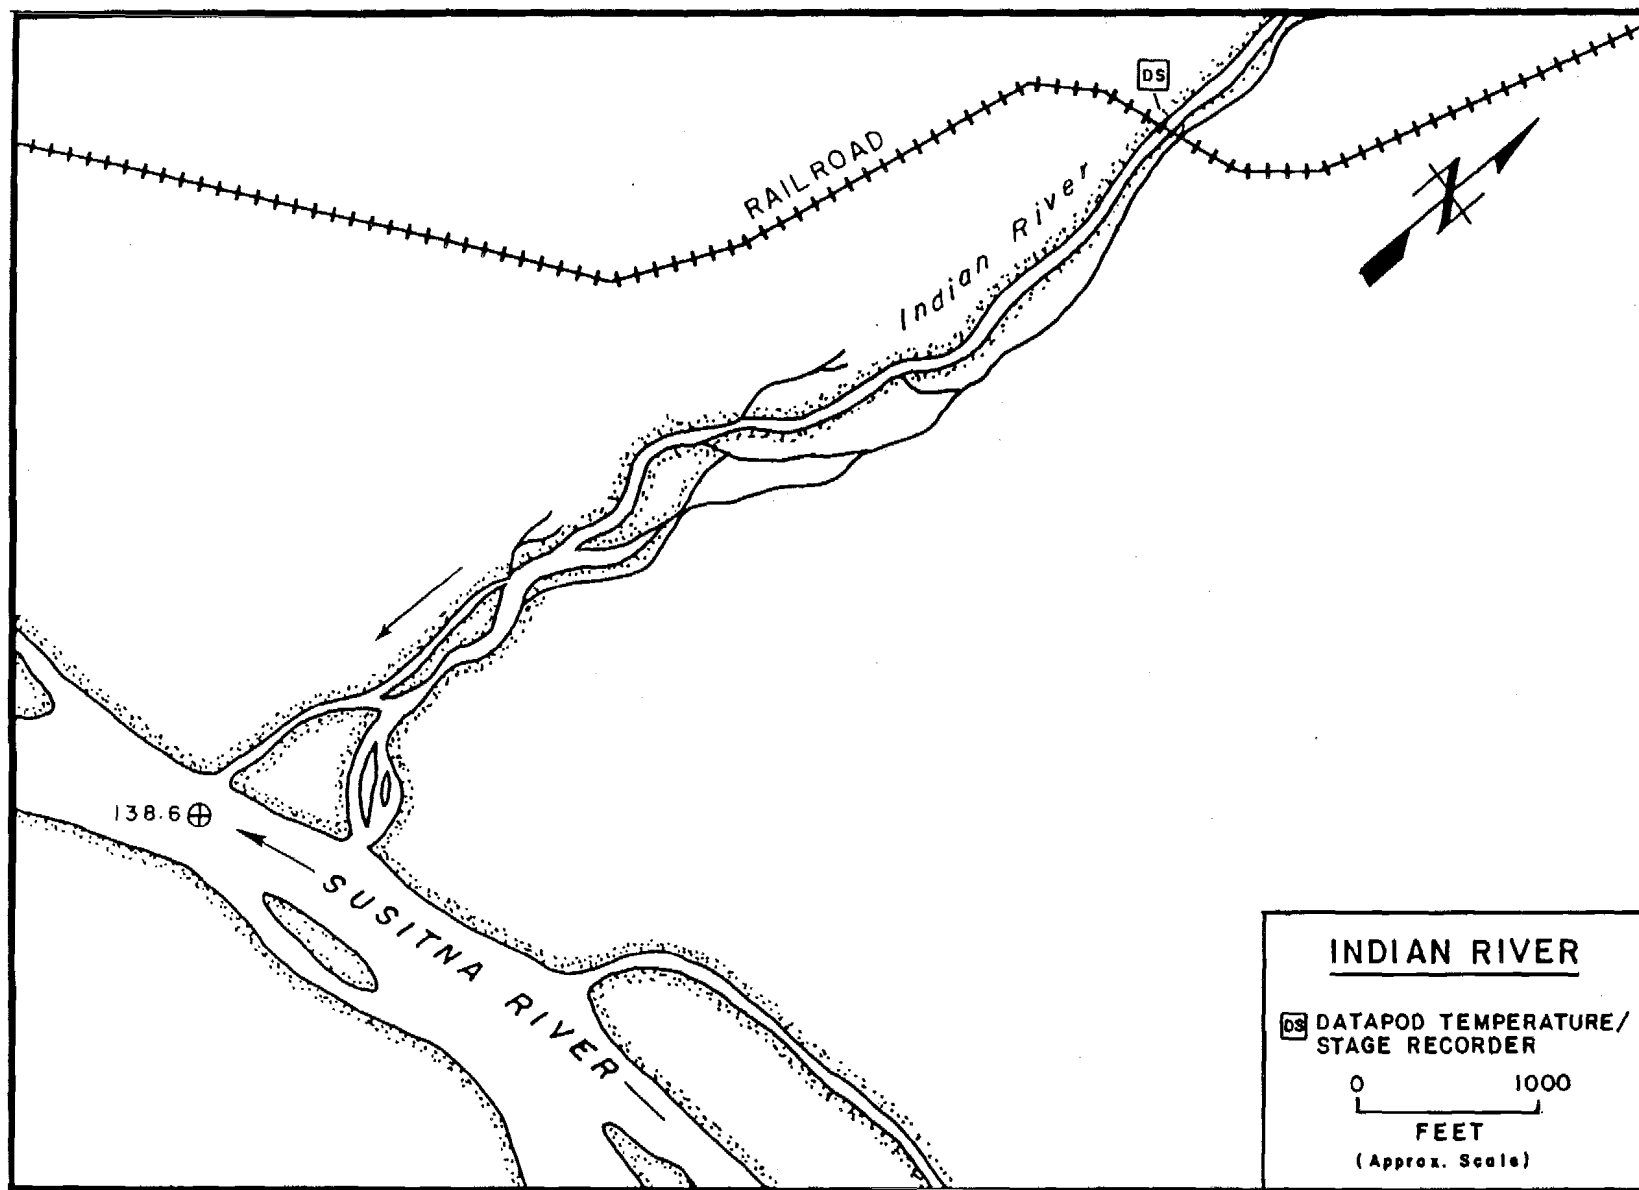 DS
RAILROAD
Indian River
N
138.6
SUSITNA RIVER
INDIAN RIVER
DS DATAPOD TEMPERATURE/
STAGE RECORDER
0 1000
FEET
(Approx. Scale)